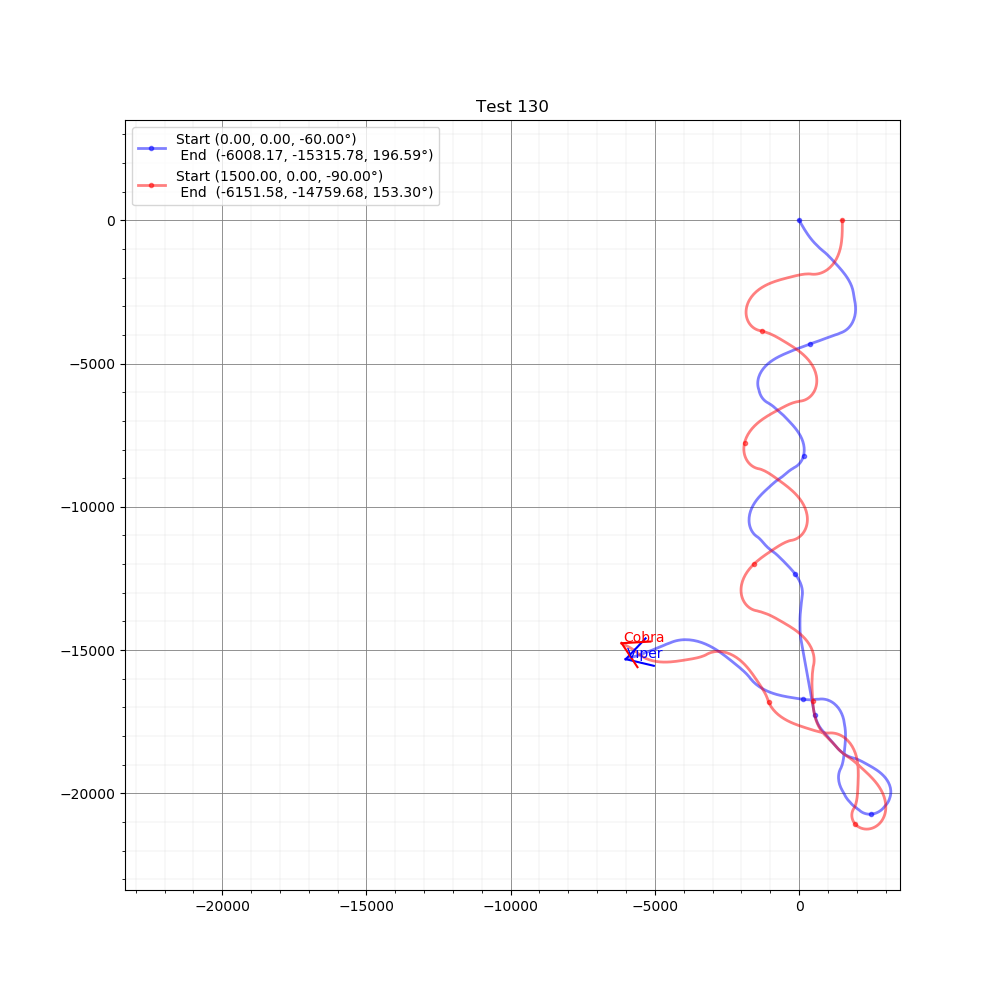 Test 130
Start (0.00, 0.00, -60.00°)
End  (-6008.17, -15315.78, 196.59°)
Start (1500.00, 0.00, -90.00°)
End  (-6151.58, -14759.68, 153.30°)
0
−5000
−10000
−15000
−20000
Cobra
Viper
−20000
−15000
−10000
−5000
0